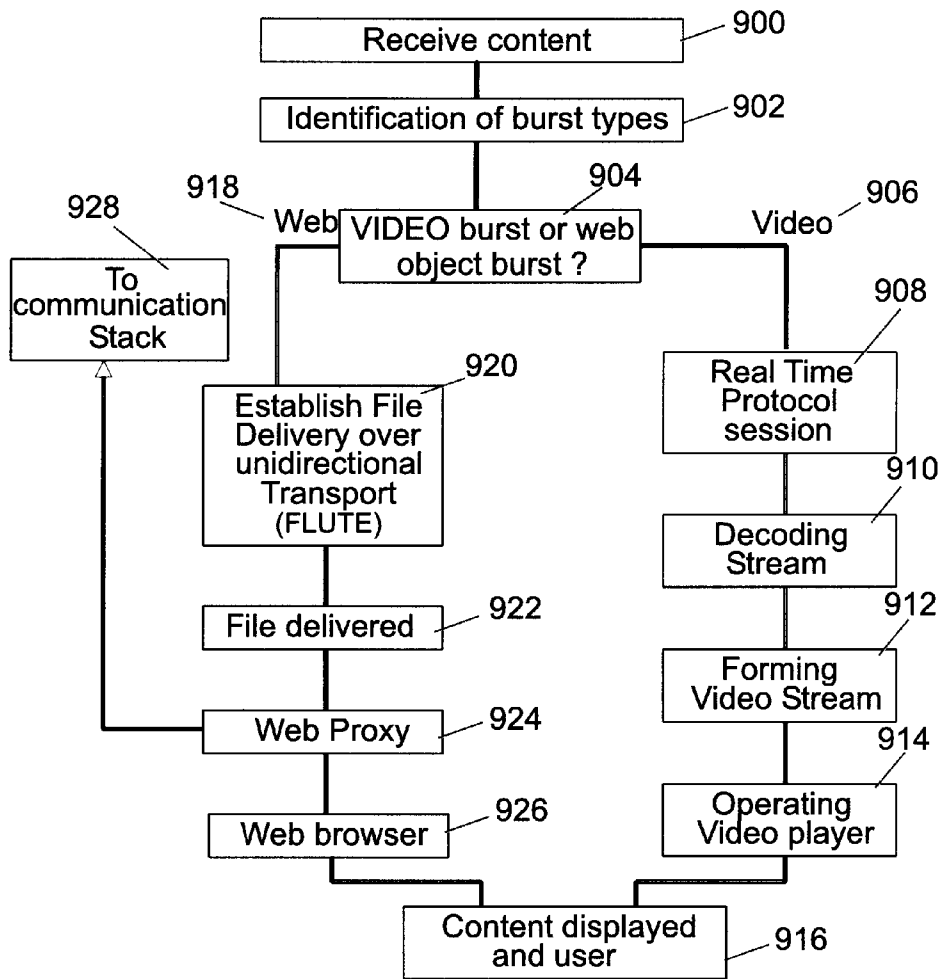 Receive content
900
Identification of burst types
902
904
918
Web
VIDEO burst or web
object burst ?
Video
906
928
To
communication
Stack
908
Real Time
Protocol
session
920
Establish File
Delivery over
unidirectional
Transport
(FLUTE)
910
Decoding
Stream
922
File delivered
912
Forming
Video Stream
924
Web Proxy
914
Operating
Video player
926
Web browser
Content displayed
and user
916